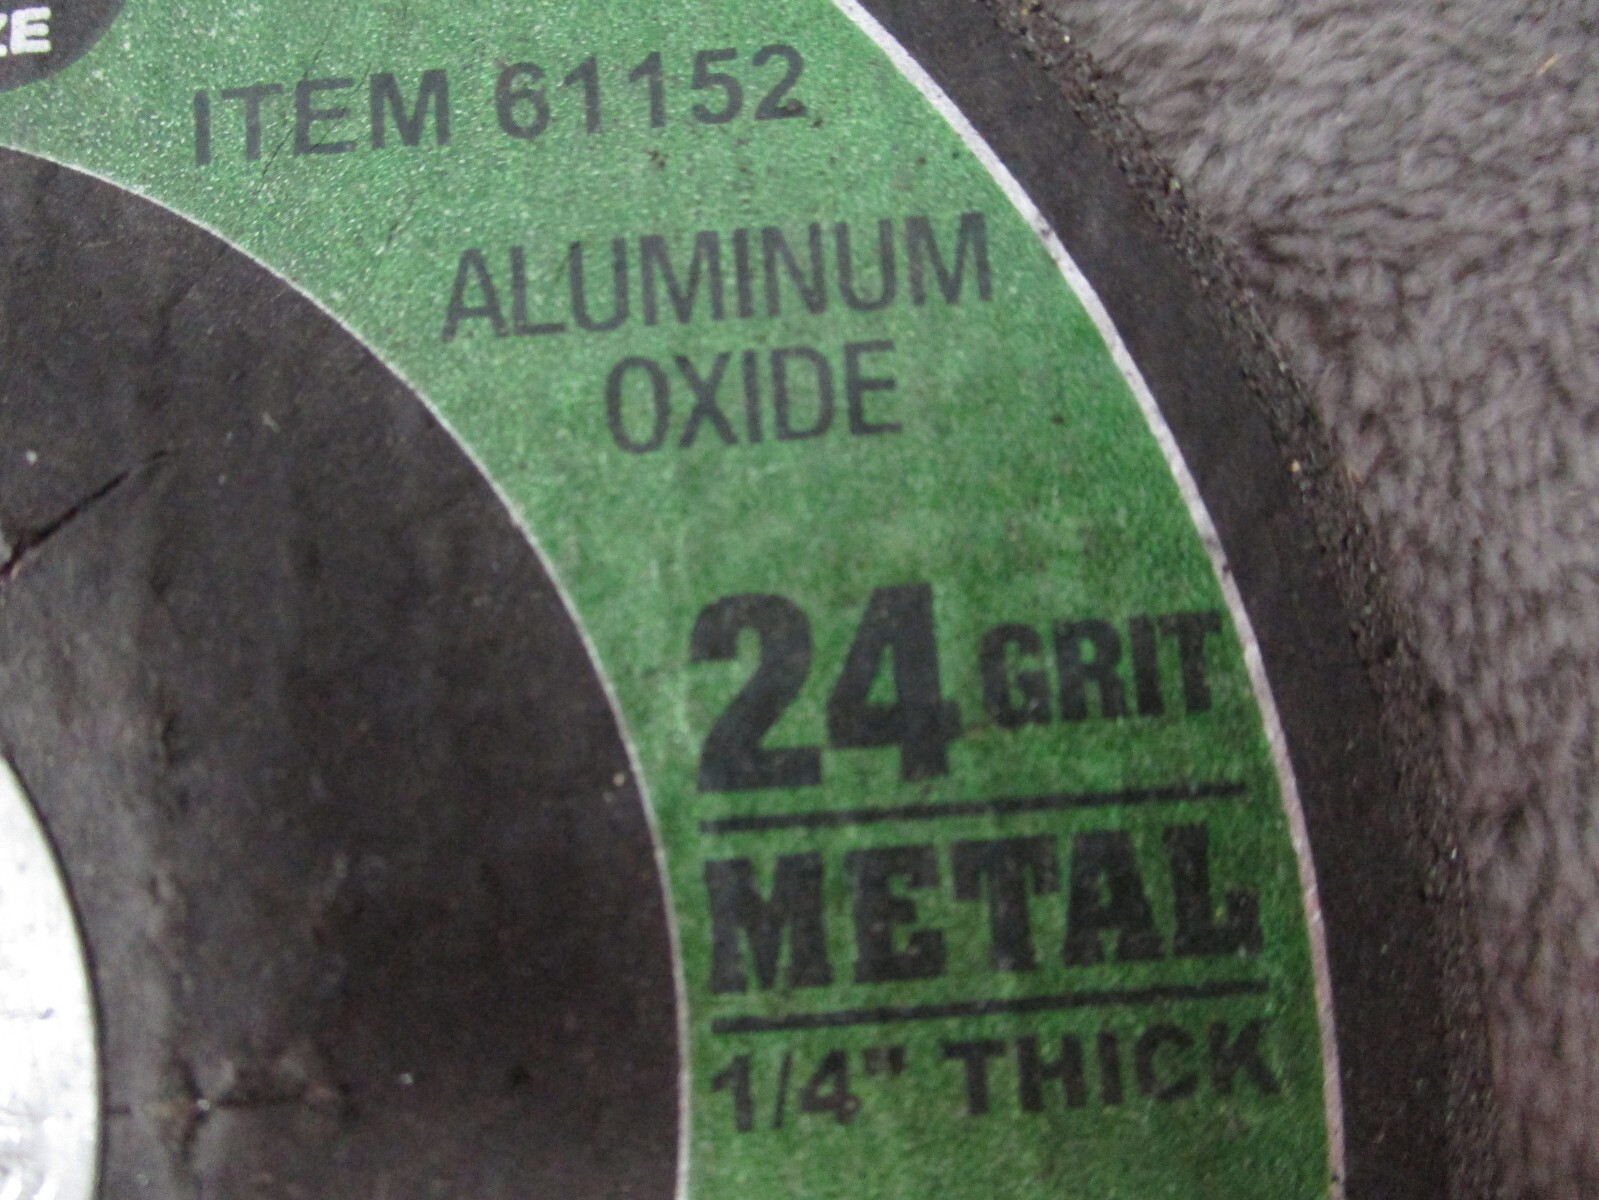 ITEM 61152
ALUMINUM
OXIDE
24 GRIT
METAL
1/4" THICK